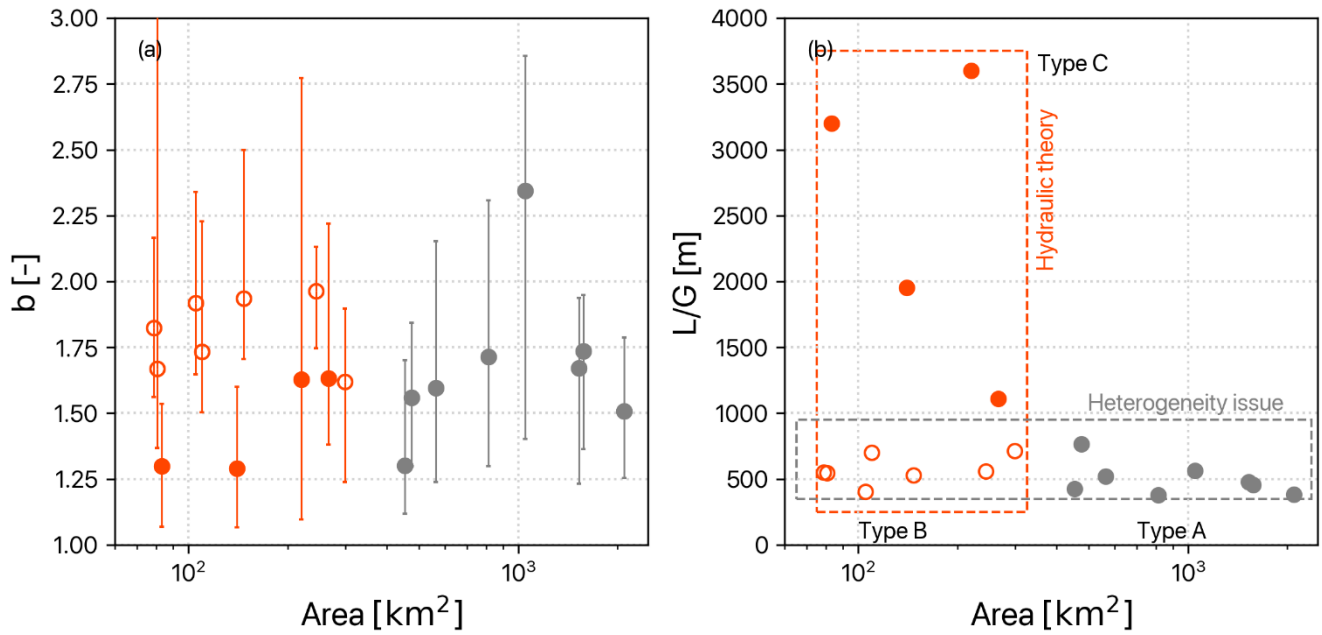 (a)
3.00
2.75
2.50
2.25
2.00
1.75
1.50
1.25
1.00
b [-]
10²
10³
Area [km²]
(b)
4000
3500
3000
2500
2000
1500
1000
500
0
L/G [m]
Type C
Hydraulic theory
Heterogeneity issue
Type B
Type A
10²
10³
Area [km²]